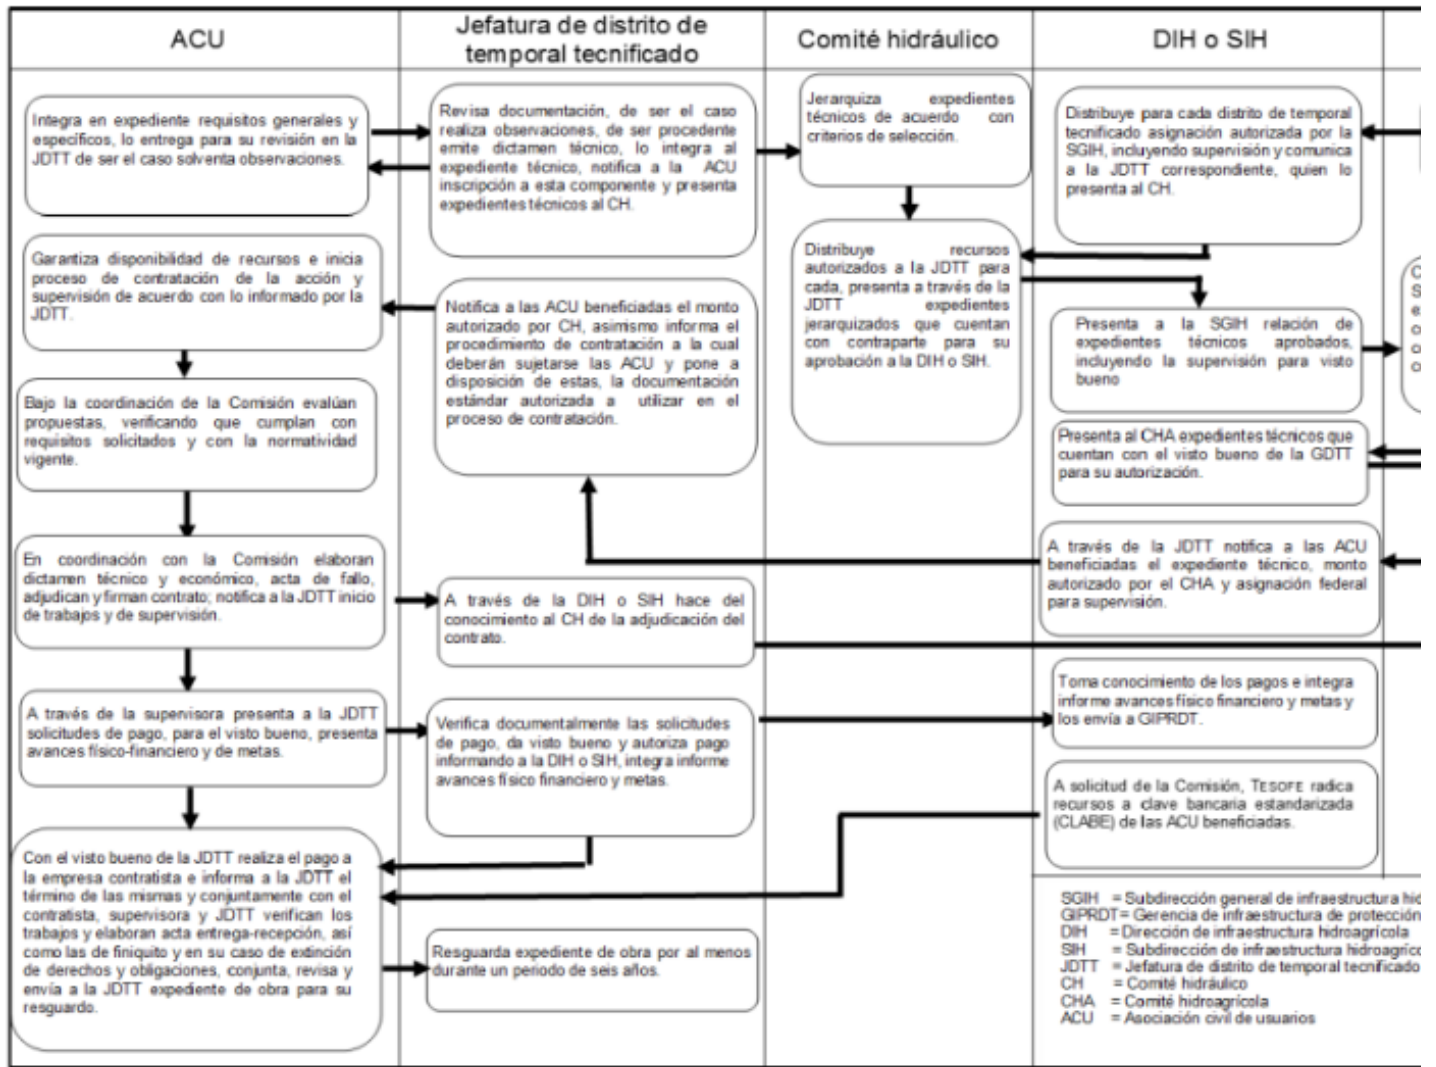 ACU
Jefatura de distrito de
temporal tecnificado
Comité hidráulico
DIH o SIH
Integra en expediente requisitos generales y
específicos, lo entrega para su revisión en la
JDTT de ser el caso solventa observaciones.
Revisa documentación, de ser el caso
realiza observaciones, de ser procedente
emite dictamen técnico, lo integra al
expediente técnico, notifica a la ACU
inscripción a esta componente y presenta
expedientes técnicos al CH.
Jerarquiza expedientes
técnicos de acuerdo con
criterios de selección.
Distribuye para cada distrito de temporal
tecnificado asignación autorizada por la
SGIH, incluyendo supervisión y comunica
a la JDTT correspondiente, quien lo
presenta al CH.
Garantiza disponibilidad de recursos e inicia
proceso de contratación de la acción y
supervisión de acuerdo con lo informado por la
JDTT.
Notifica a las ACU beneficiadas el monto
autorizado por CH, asimismo informa el
procedimiento de contratación a la cual
deberán sujetarse las ACU y pone a
disposición de estas, la documentación
estándar autorizada a utilizar en el
proceso de contratación.
Distribuye recursos
autorizados a la JDTT para
cada, presenta a través de la
JDTT expedientes
jerarquizados que cuentan
con contraparte para su
aprobación a la DIH o SIH.
Presenta a la SGIH relación de
expedientes técnicos aprobados,
incluyendo la supervisión para visto
bueno
Bajo la coordinación de la Comisión evalúan
propuestas, verificando que cumplan con
requisitos solicitados y con la normatividad
vigente.
Presenta al CHA expedientes técnicos que
cuentan con el visto bueno de la GDTT
para su autorización.
En coordinación con la Comisión elaboran
dictamen técnico y económico, acta de fallo,
adjudican y firman contrato; notifica a la JDTT inicio
de trabajos y de supervisión.
A través de la DIH o SIH hace del
conocimiento al CH de la adjudicación del
contrato.
A través de la JDTT notifica a las ACU
beneficiadas el expediente técnico, monto
autorizado por el CHA y asignación federal
para supervisión.
A través de la supervisora presenta a la JDTT
solicitudes de pago, para el visto bueno, presenta
avances físico-financiero y de metas.
Verifica documentalmente las solicitudes
de pago, da visto bueno y autoriza pago
informando a la DIH o SIH, integra informe
avances físico financiero y metas.
Toma conocimiento de los pagos e integra
informe avances físico financiero y metas y
los envía a GIPRDT.
A solicitud de la Comisión, TESOFE radica
recursos a clave bancaria estandarizada
(CLABE) de las ACU beneficiadas.
Con el visto bueno de la JDTT realiza el pago a
la empresa contratista e informa a la JDTT el
término de las mismas y conjuntamente con el
contratista, supervisora y JDTT verifican los
trabajos y elaboran acta entrega-recepción, así
como las de finiquito y en su caso de extinción
de derechos y obligaciones, conjunta, revisa y
envía a la JDTT expediente de obra para su
resguardo.
Resguarda expediente de obra por al menos
durante un periodo de seis años.
SGIH = Subdirección general de infraestructura
GIPRDT= Gerencia de infraestructura de protección
DIH = Dirección de infraestructura hidroagrícola
SIH = Subdirección de infraestructura
JDTT = Jefatura de distrito de temporal tecnificado
CH = Comité hidráulico
CHA = Comité hidroagrícola
ACU = Asociación civil de usuarios